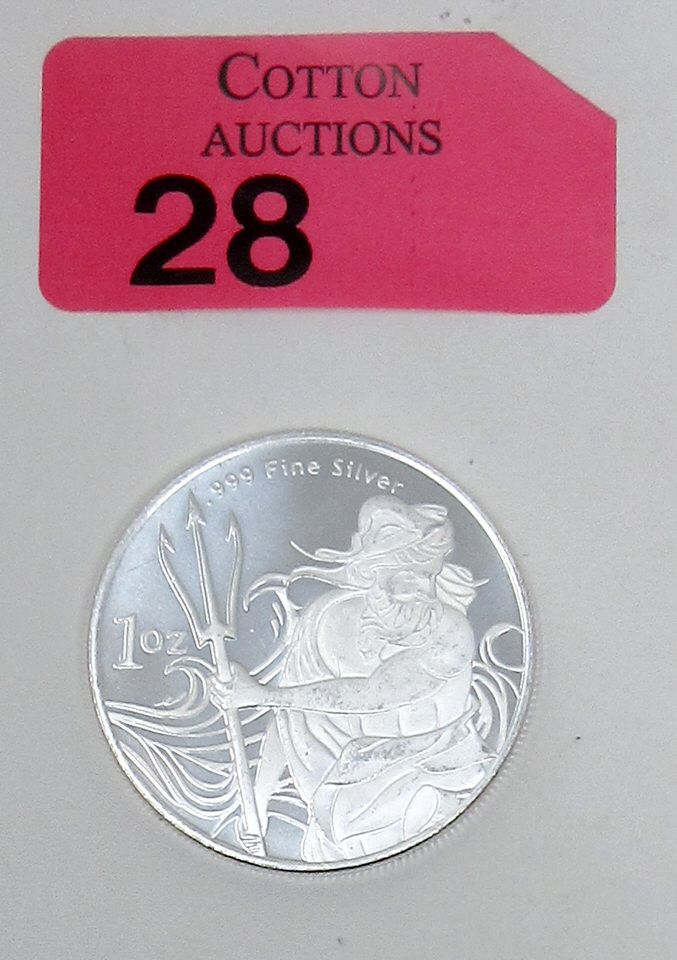 COTTON
AUCTIONS
28
.999 Fine Silver
1oz